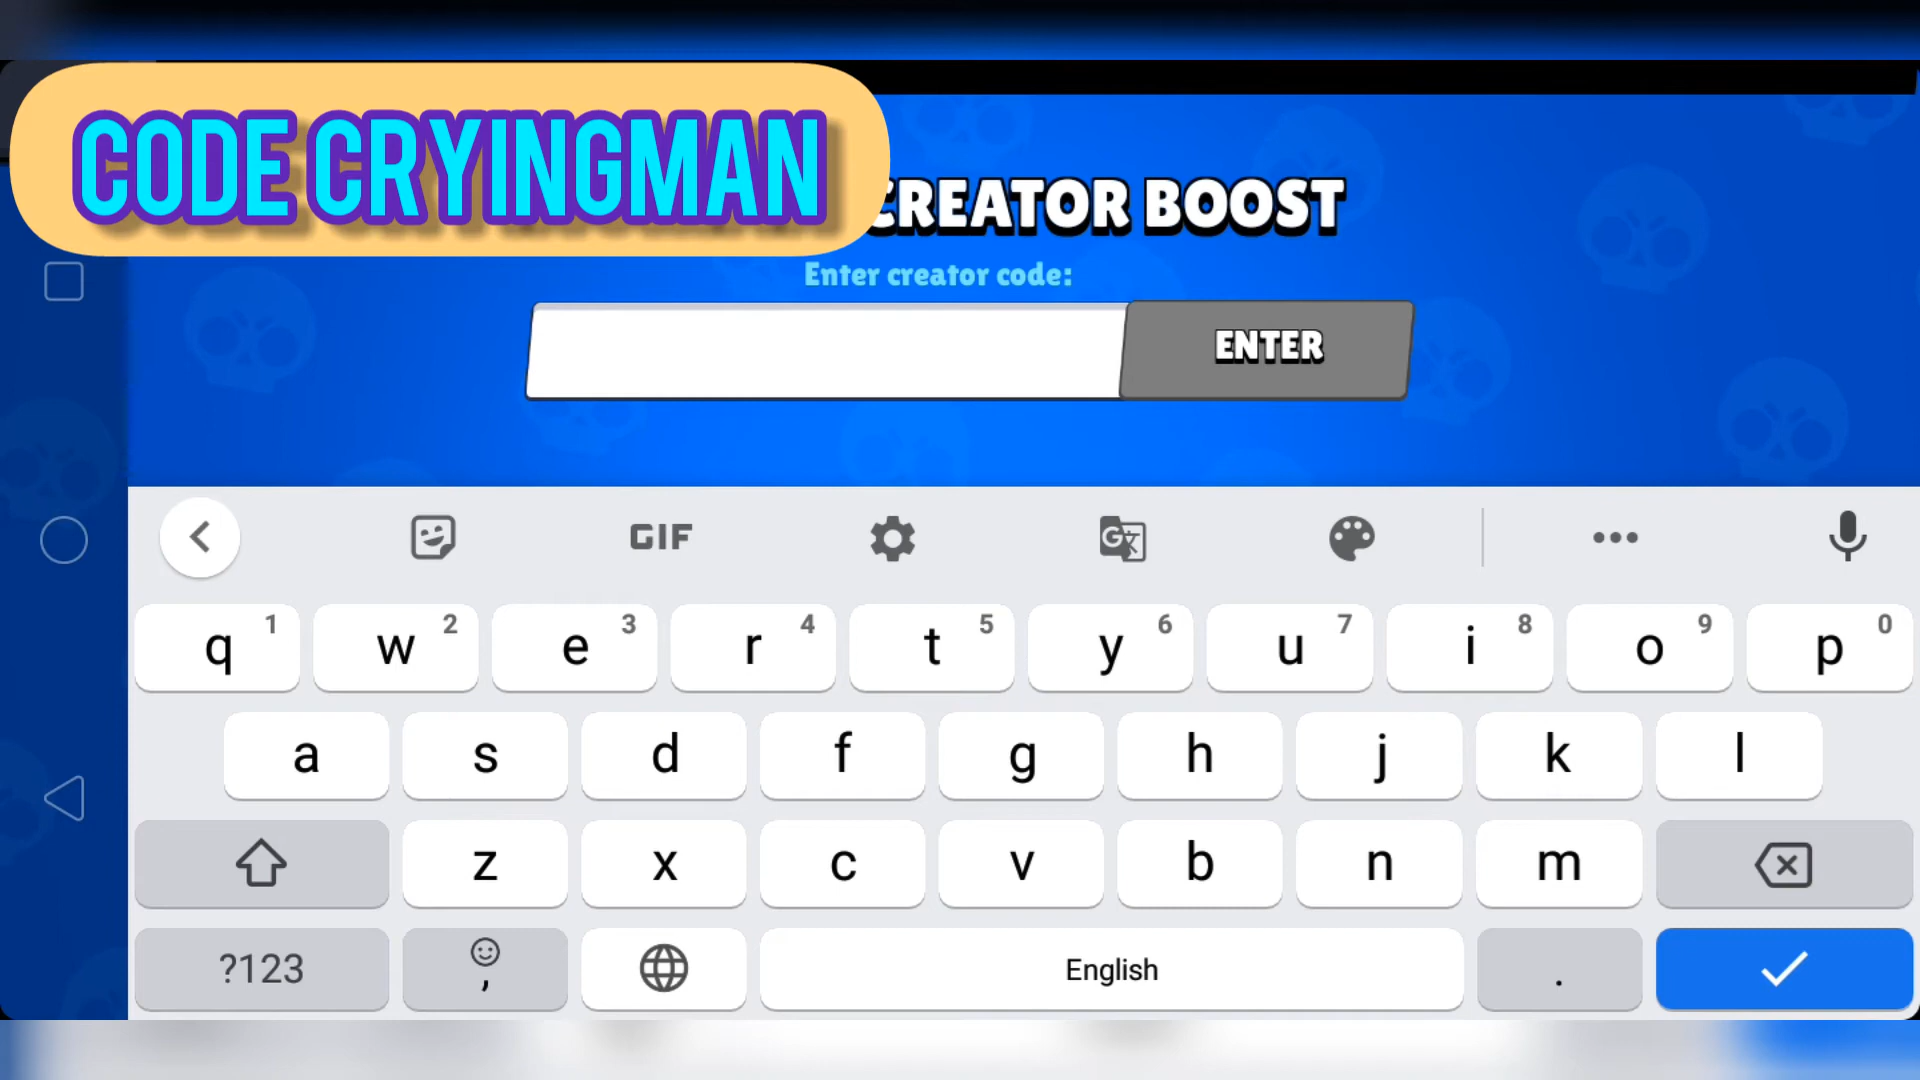 CODE CRYINGMAN
CREATOR BOOST
Enter creator code:
ENTER
GIF
G
q 1 w 2 e 3 r 4 t 5 y 6 u 7 i 8 o 9 p 0
a s d f g h j k l
z x c v b n m
?123 , English .